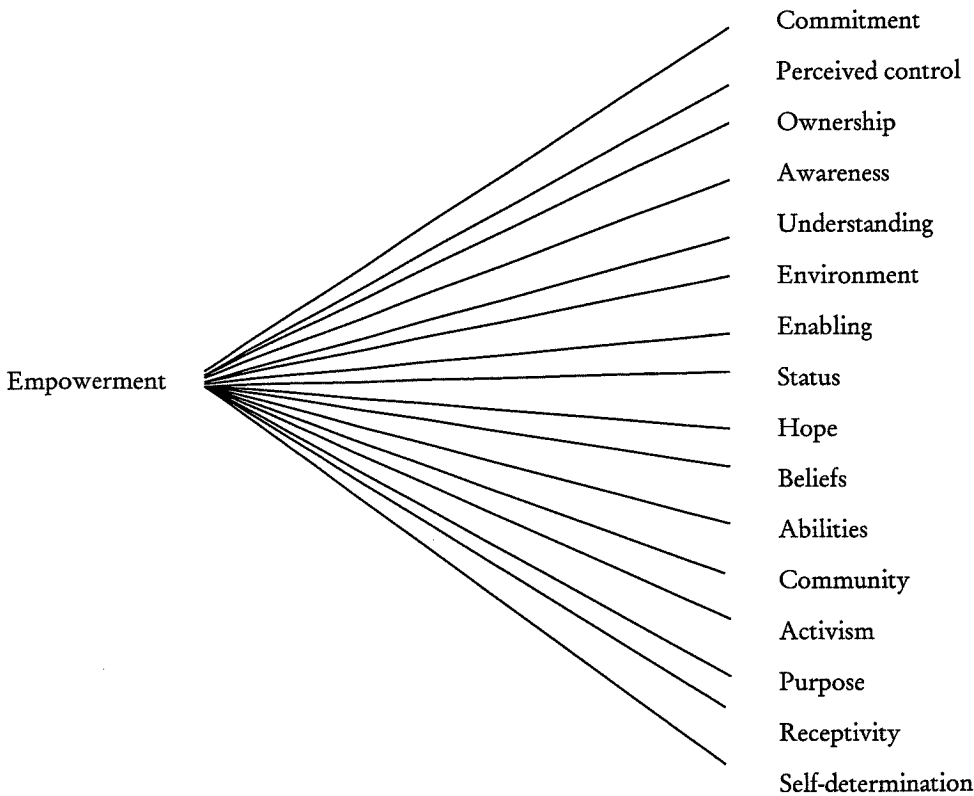 Commitment
Perceived control
Ownership
Awareness
Understanding
Environment
Enabling
Empowerment
Status
Hope
Beliefs
Abilities
Community
Activism
Purpose
Receptivity
Self-determination